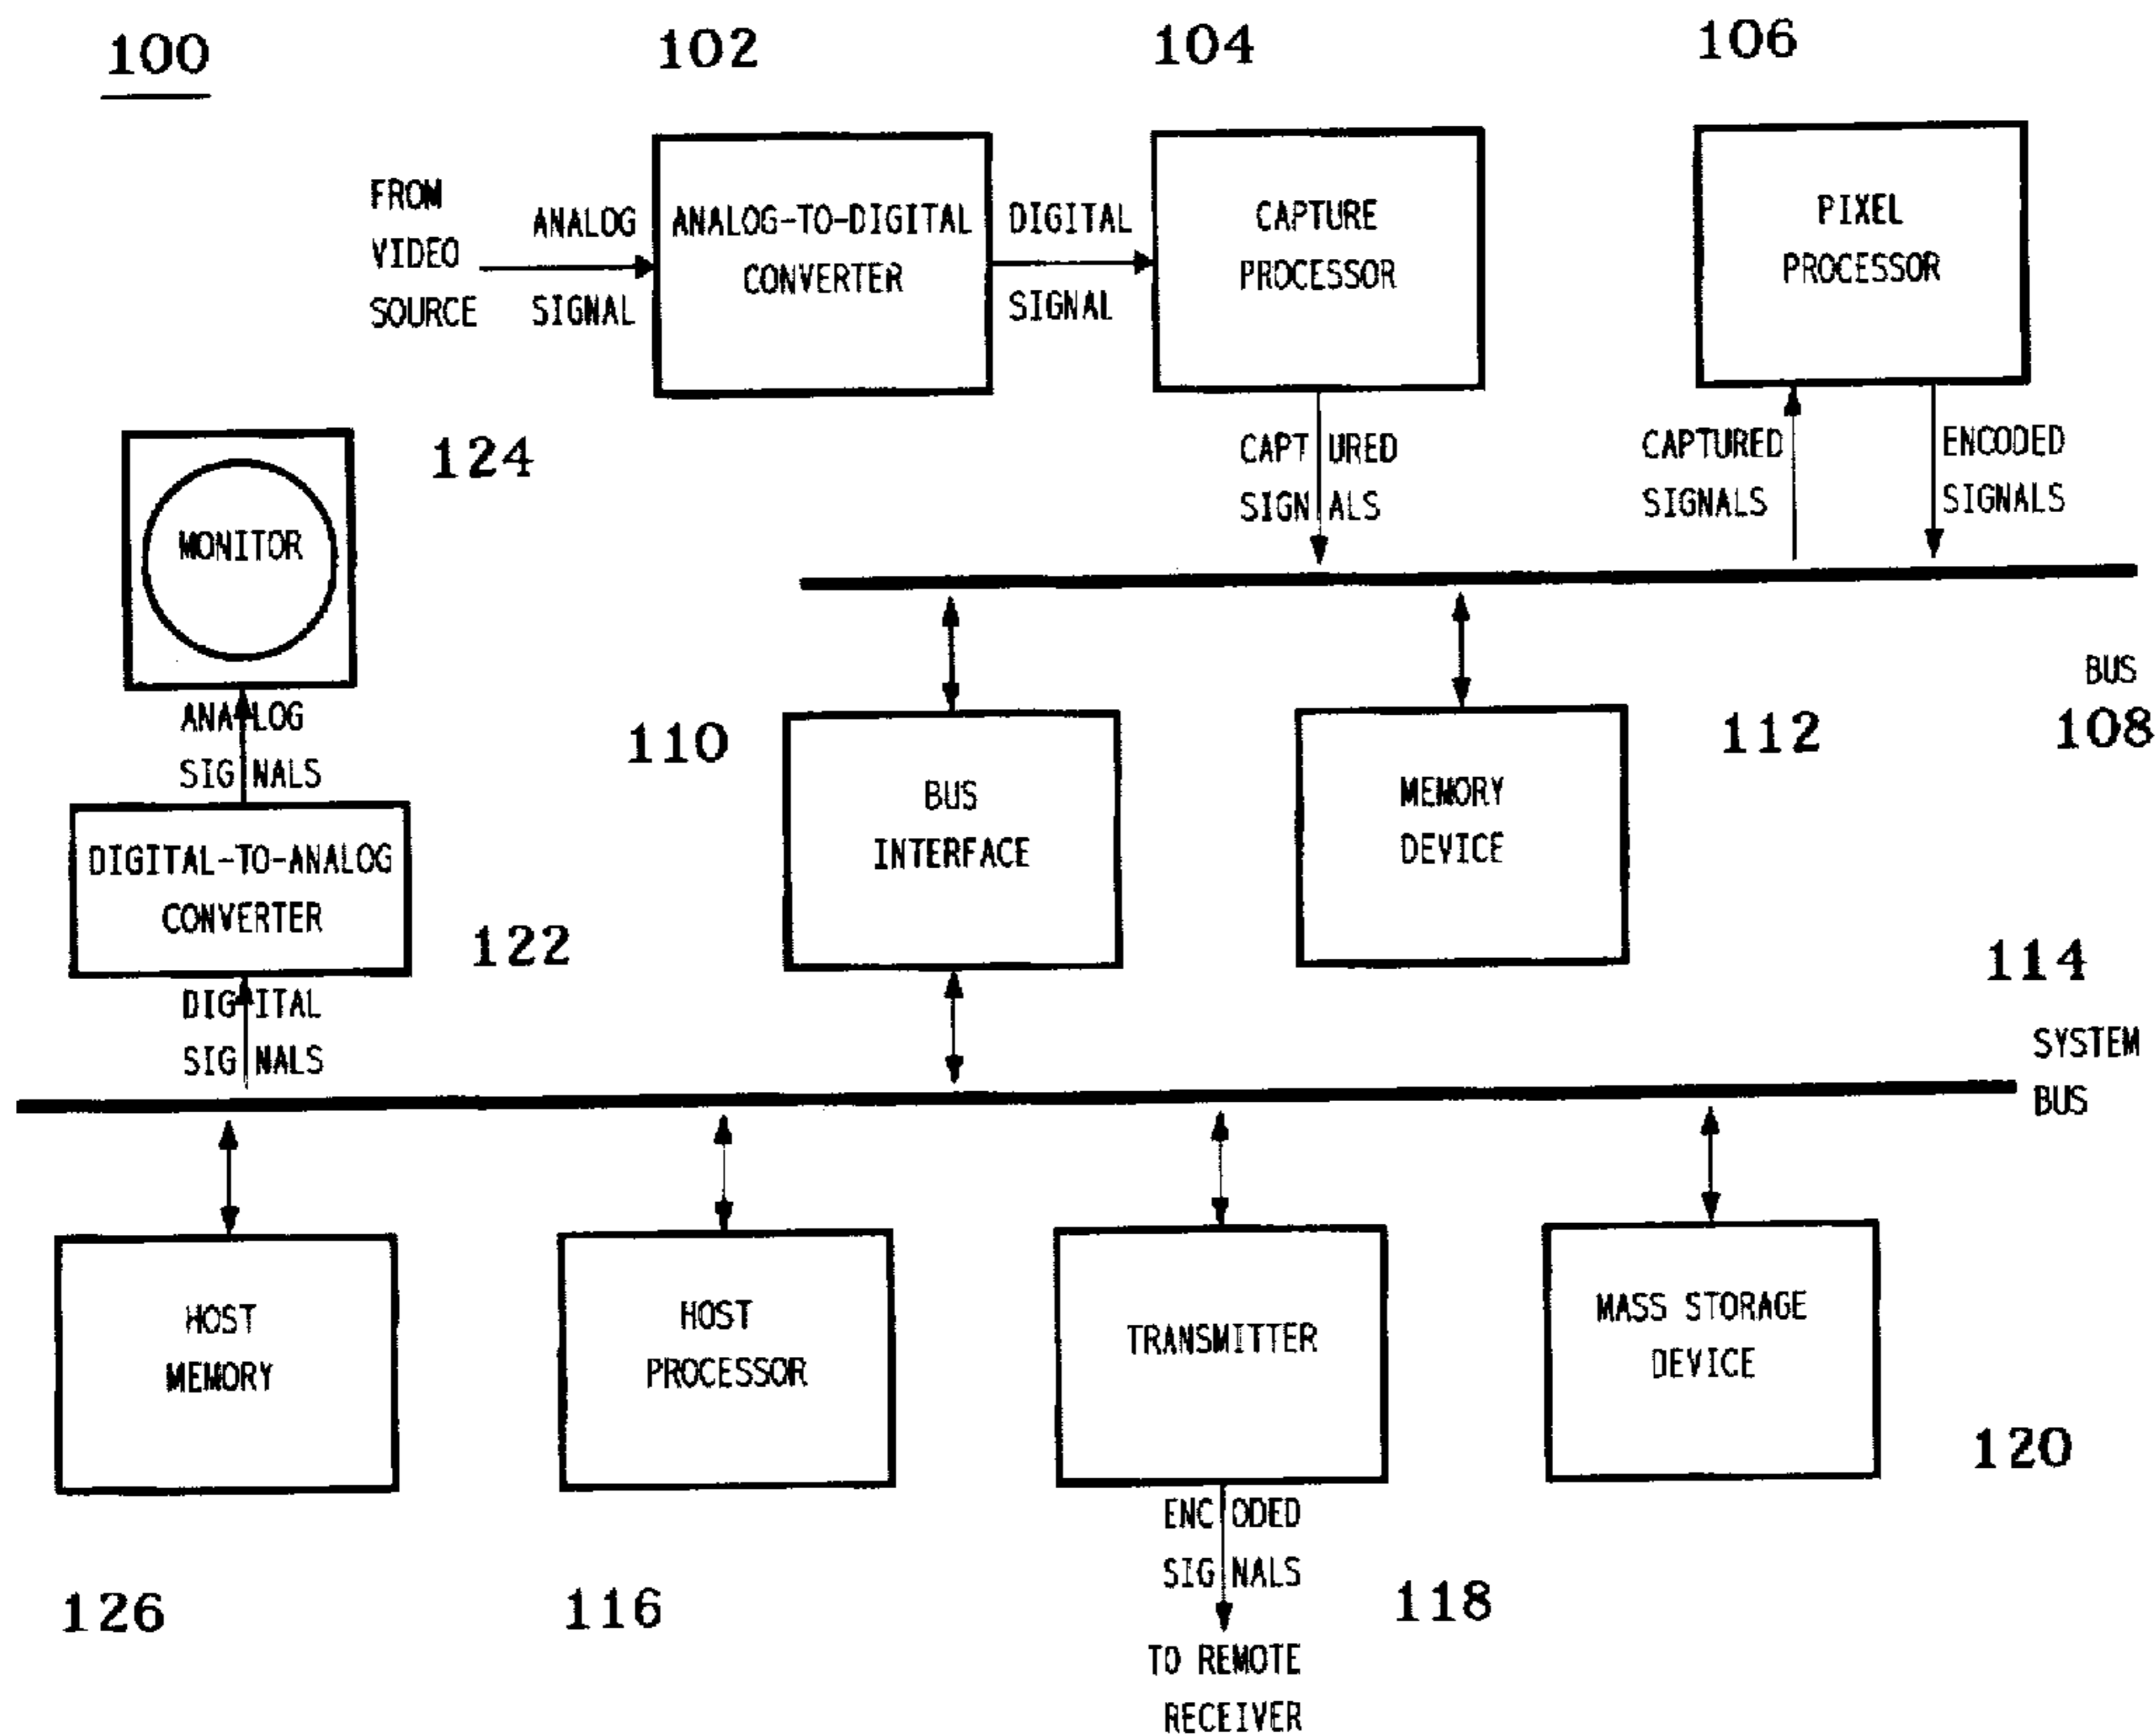 100
102
104
106
FROM
VIDEO
SOURCE
ANALOG
SIGNAL
ANALOG-TO-DIGITAL
CONVERTER
DIGITAL
SIGNAL
CAPTURE
PROCESSOR
PIXEL
PROCESSOR
CAPTURED
SIGNALS
CAPTURED
SIGNALS
ENCODED
SIGNALS
124
MONITOR
ANALOG
SIGNALS
110
BUS
INTERFACE
MEMORY
DEVICE
112
BUS
108
DIGITAL-TO-ANALOG
CONVERTER
122
DIGITAL
SIGNALS
114
SYSTEM
BUS
HOST
MEMORY
HOST
PROCESSOR
TRANSMITTER
MASS STORAGE
DEVICE
120
126
116
ENCODED
SIGNALS
118
TO REMOTE
RECEIVER